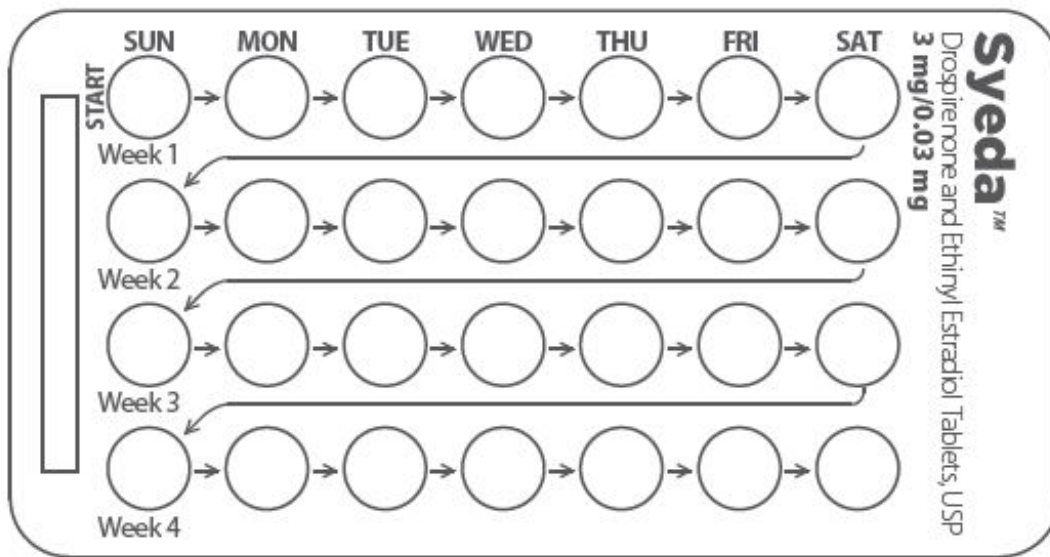 SUN MON TUE WED THU FRI SAT
START
Week 1
Week 2
Week 3
Week 4
Syeda™
Drospirenone and Ethinyl Estradiol Tablets, USP
3 mg/0.03 mg